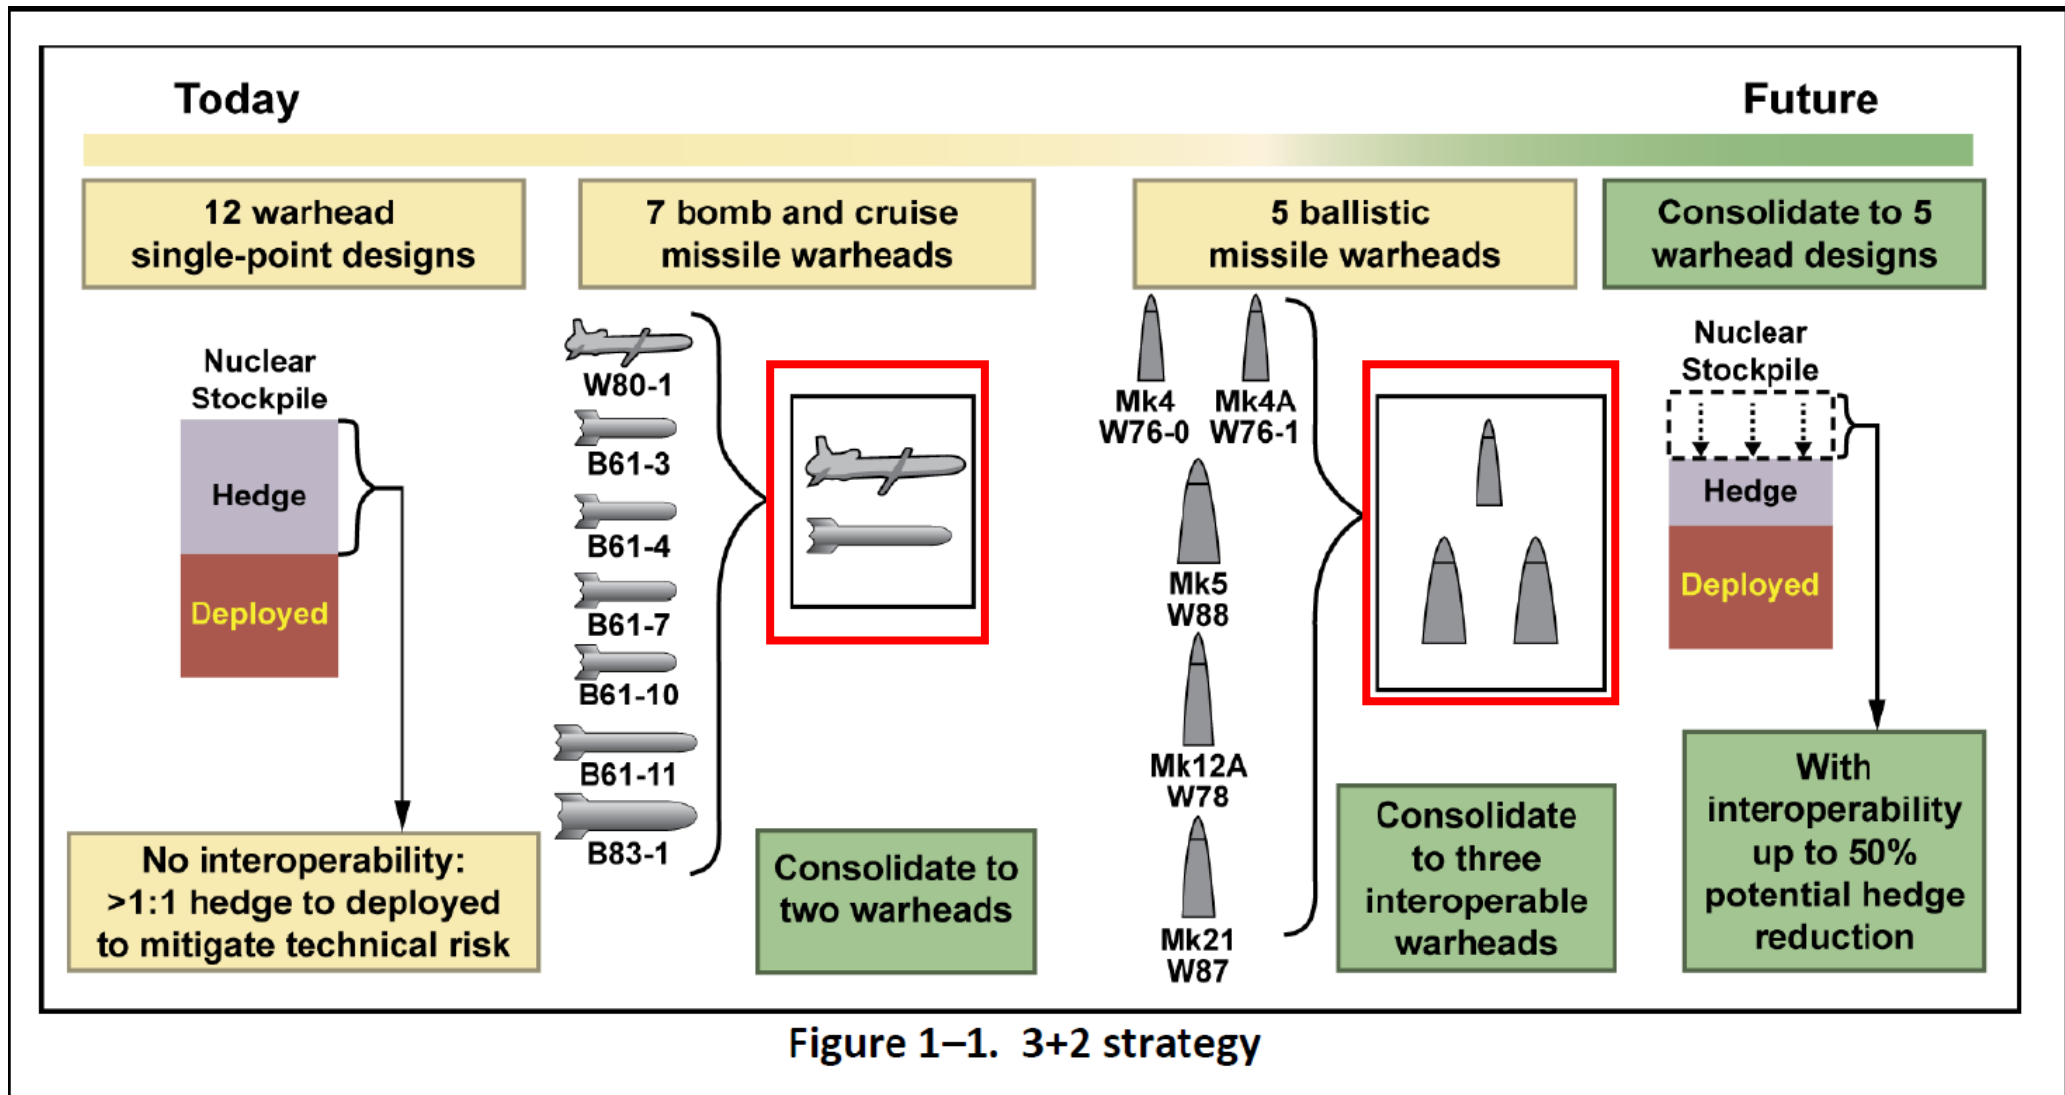 Today
Future
12 warhead
single-point designs
7 bomb and cruise
missile warheads
5 ballistic
missile warheads
Consolidate to 5
warhead designs
Nuclear
Stockpile
Hedge
Deployed
No interoperability:
>1:1 hedge to deployed
to mitigate technical risk
W80-1
B61-3
B61-4
B61-7
B61-10
B61-11
B83-1
Consolidate to
two warheads
Mk4
W76-0
Mk4A
W76-1
Mk5
W88
Mk12A
W78
Mk21
W87
Consolidate
to three
interoperable
warheads
Nuclear
Stockpile
Hedge
Deployed
With
interoperability
up to 50%
potential hedge
reduction
Figure 1–1. 3+2 strategy